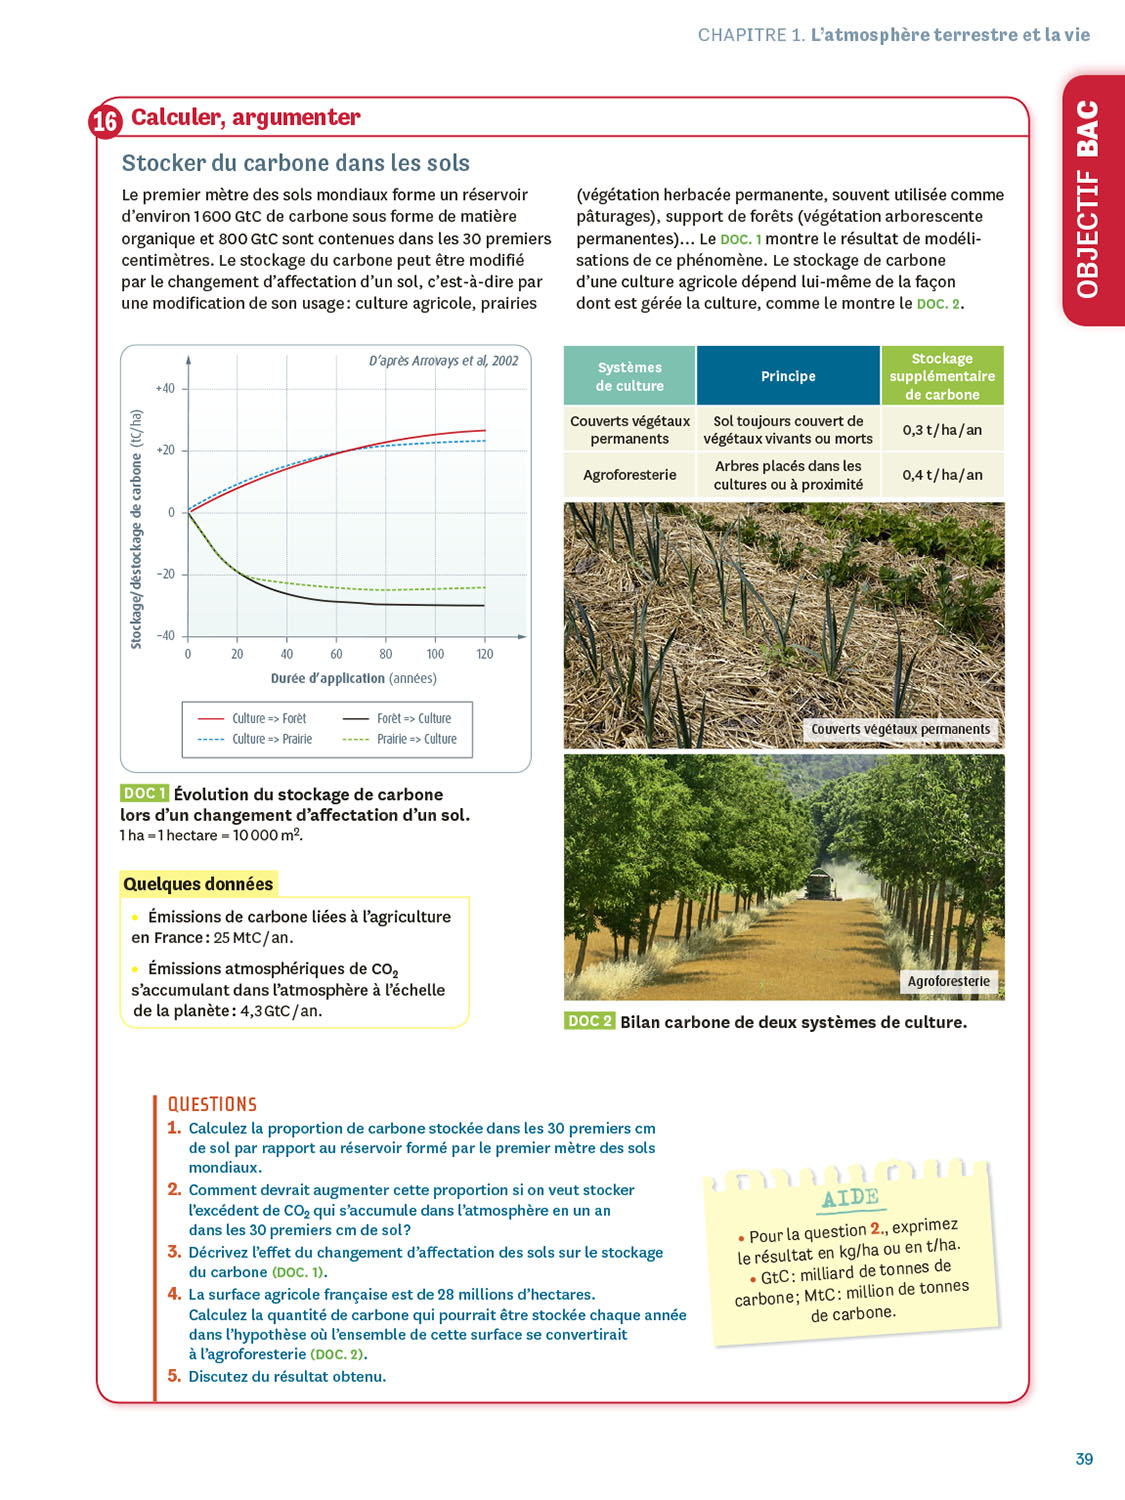 CHAPITRE 1. L'atmosphère terrestre et la vie
OBJECTIF BAC
16 Calculer, argumenter
Stocker du carbone dans les sols
Le premier mètre des sols mondiaux forme un réservoir
d'environ 1 600 GtC de carbone sous forme de matière
organique et 800 GtC sont contenues dans les 30 premiers
centimètres. Le stockage du carbone peut être modifié
par le changement d'affectation d'un sol, c'est-à-dire par
une modification de son usage : culture agricole, prairies
(végétation herbacée permanente, souvent utilisée comme
pâturages), support de forêts (végétation arborescente
permanentes)... Le DOC. 1 montre le résultat de modéli-
sations de ce phénomène. Le stockage de carbone
d'une culture agricole dépend lui-même de la façon
dont est gérée la culture, comme le montre le DOC. 2.
D'après Arrovays et al, 2002
Stockage/déstockage de carbone (tC/ha)
+40
+20
0
-20
-40
0 20 40 60 80 100 120
Durée d'application (années)
Culture => Forêt
Forêt => Culture
Culture => Prairie
Prairie => Culture
DOC 1 Évolution du stockage de carbone
lors d'un changement d'affectation d'un sol.
1 ha = 1 hectare = 10 000 m².
Quelques données
• Émissions de carbone liées à l'agriculture
en France : 25 MtC/an.
• Émissions atmosphériques de CO₂
s'accumulant dans l'atmosphère à l'échelle
de la planète : 4,3 GtC/an.
Systèmes
de culture
Principe
Stockage
supplémentaire
de carbone
Couverts végétaux
permanents
Sol toujours couvert de
végétaux vivants ou morts
0,3 t/ha/an
Agroforesterie
Arbres placés dans les
cultures ou à proximité
0,4 t/ha/an
Couverts végétaux permanents
Agroforesterie
DOC 2 Bilan carbone de deux systèmes de culture.
QUESTIONS
1. Calculez la proportion de carbone stockée dans les 30 premiers cm
de sol par rapport au réservoir formé par le premier mètre des sols
mondiaux.
2. Comment devrait augmenter cette proportion si on veut stocker
l'excédent de CO₂ qui s'accumule dans l'atmosphère en un an
dans les 30 premiers cm de sol ?
3. Décrivez l'effet du changement d'affectation des sols sur le stockage
du carbone (DOC. 1).
4. La surface agricole française est de 28 millions d'hectares.
Calculez la quantité de carbone qui pourrait être stockée chaque année
dans l'hypothèse où l'ensemble de cette surface se convertirait
à l'agroforesterie (DOC. 2).
5. Discutez du résultat obtenu.
AIDE
• Pour la question 2., exprimez
le résultat en kg/ha ou en t/ha.
• GtC : milliard de tonnes de
carbone ; MtC : million de tonnes
de carbone.
39